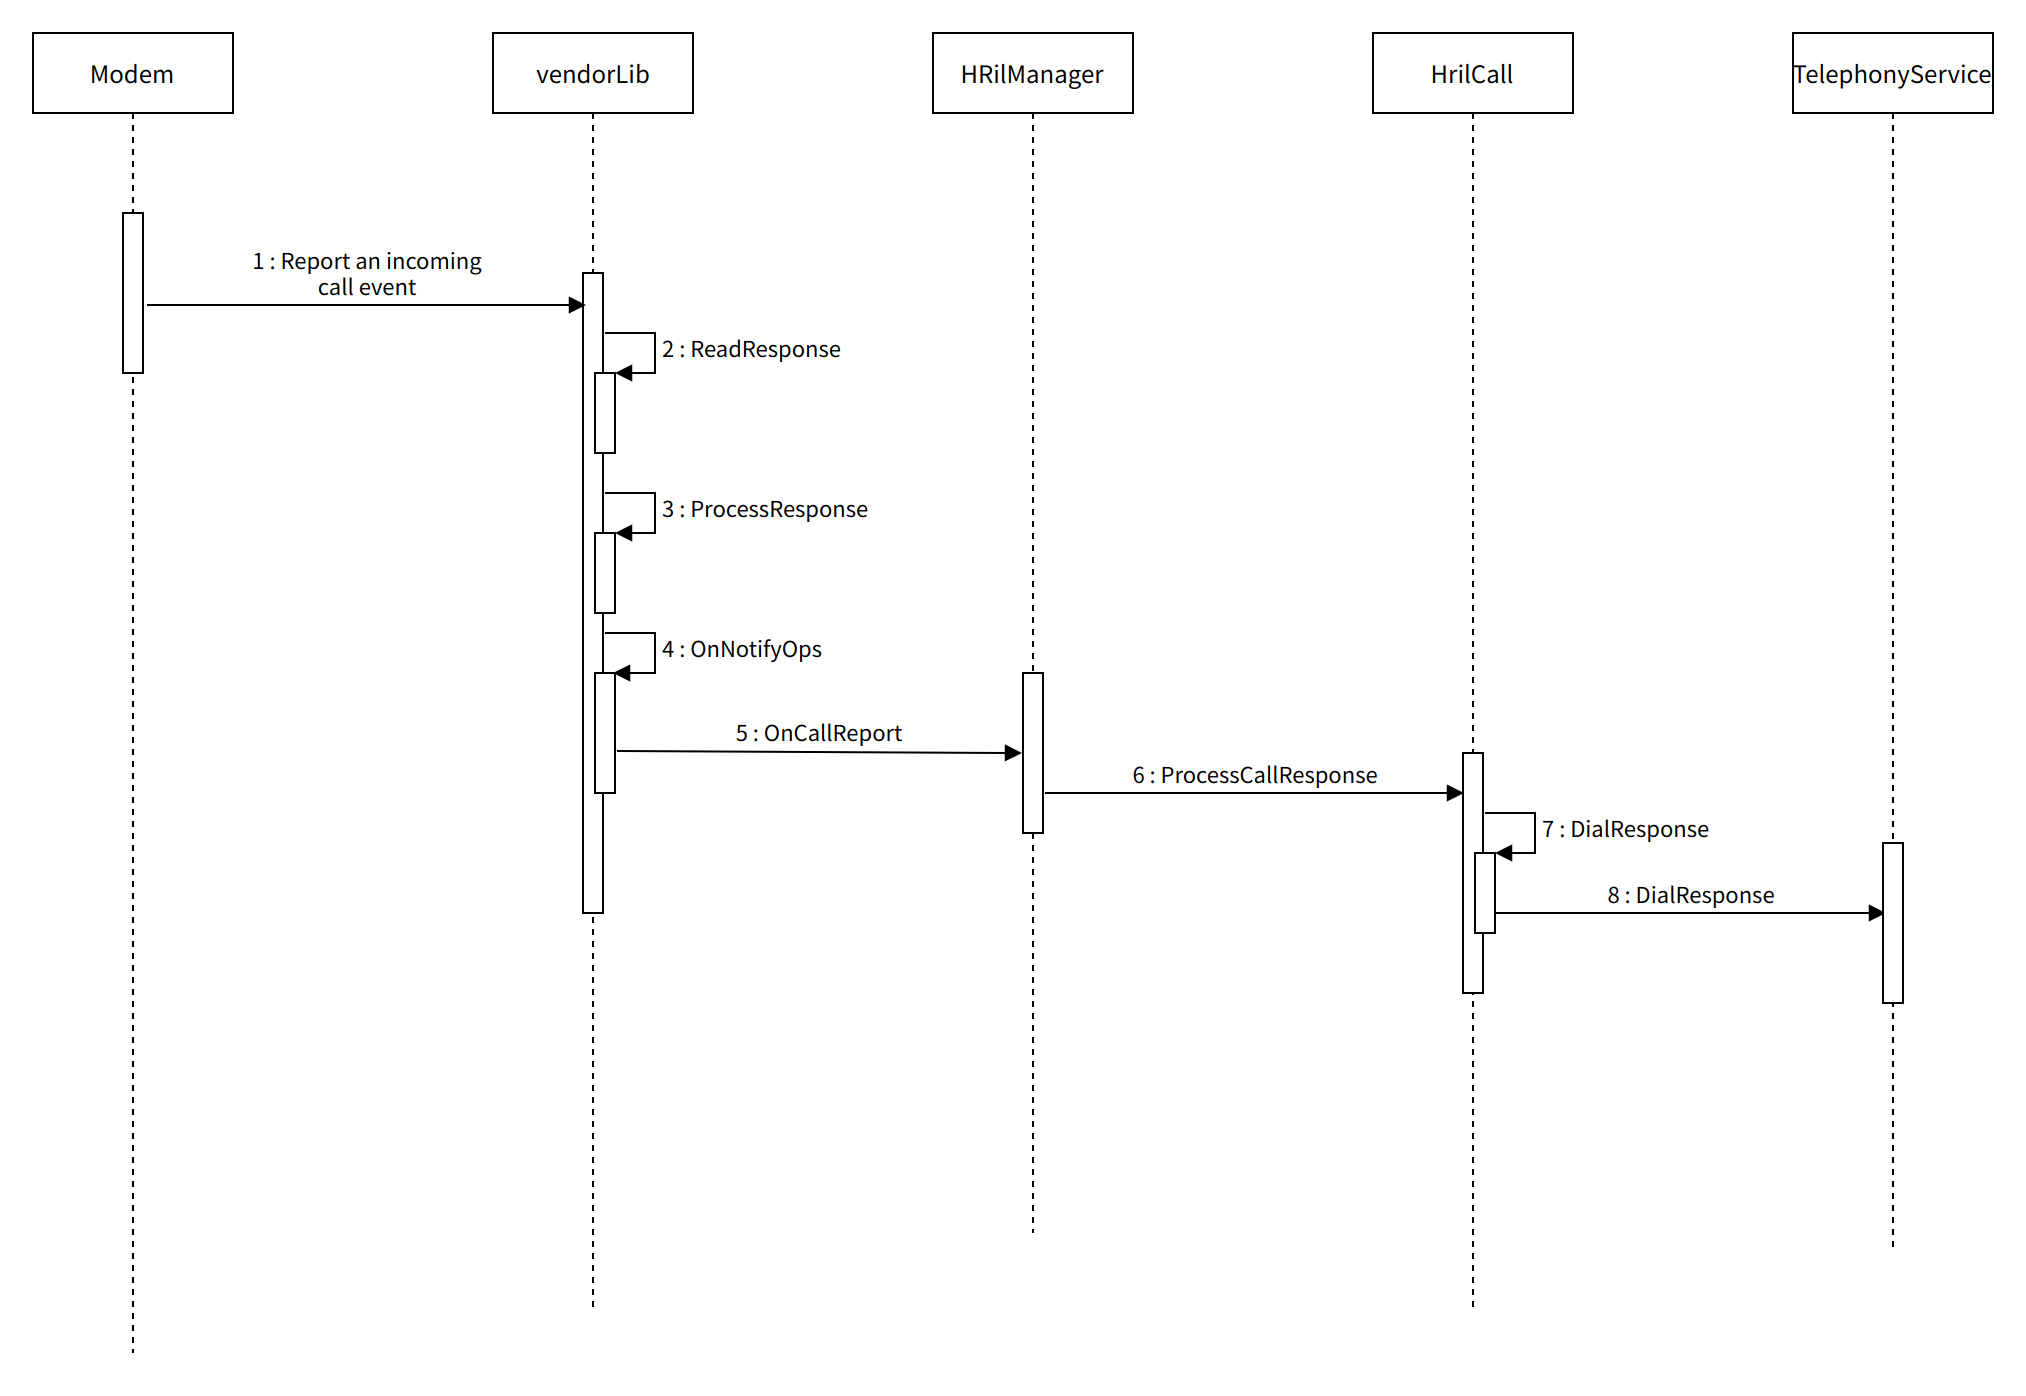 Modem
vendorLib
HRilManager
HrilCall
TelephonyService
1 : Report an incoming
call event
2 : ReadResponse
3 : ProcessResponse
4 : OnNotifyOps
5 : OnCallReport
6 : ProcessCallResponse
7 : DialResponse
8 : DialResponse